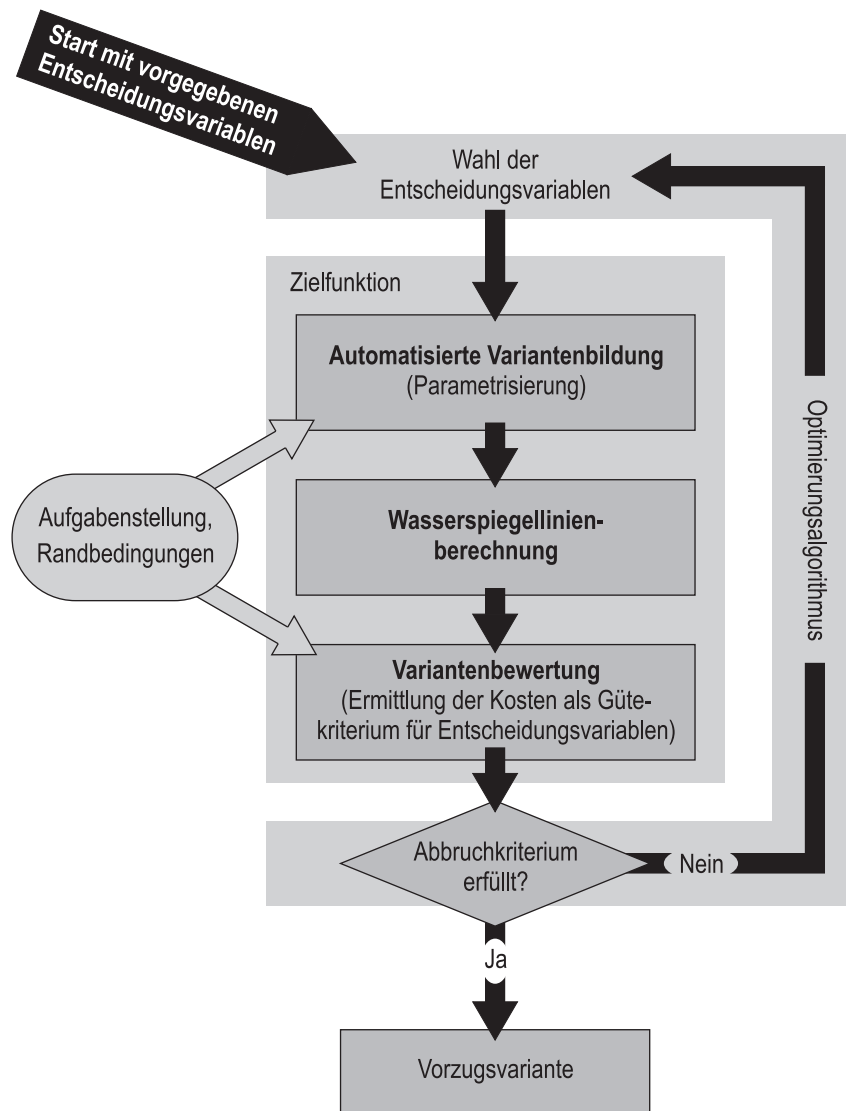 Start mit vorgegebenen
Entscheidungsvariablen
Wahl der
Entscheidungsvariablen
Zielfunktion
Automatisierte Variantenbildung
(Parametrisierung)
Aufgabenstellung,
Randbedingungen
Wasserspiegellinien-
berechnung
Variantenbewertung
(Ermittlung der Kosten als Güte-
kriterium für Entscheidungsvariablen)
Optimierungsalgorithmus
Abbruchkriterium
erfüllt?
Nein
Ja
Vorzugsvariante